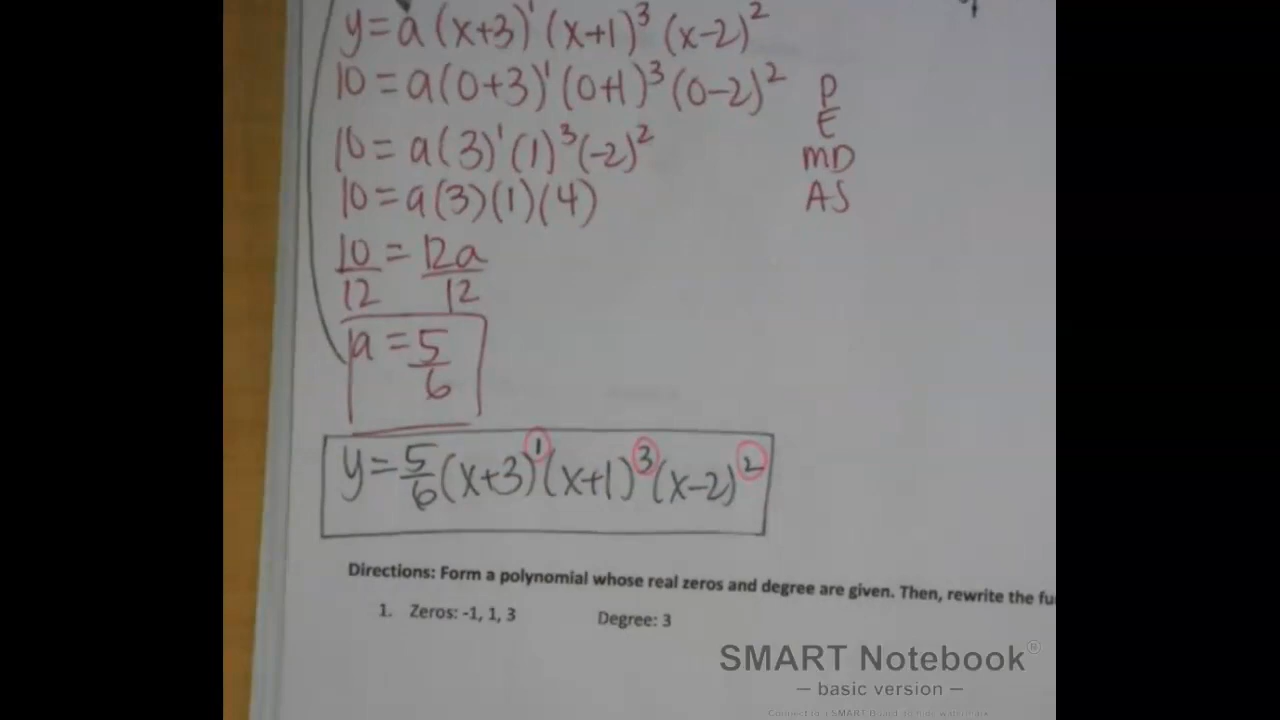 y=a(x+3)¹(x+1)³(x-2)²
10=a(0+3)¹(0+1)³(0-2)²
P
E
10=a(3)¹(1)³(-2)²
MD
10=a(3)(1)(4)
AS
10/12=12a/12
a=5/6
y=5/6(x+3)¹(x+1)³(x-2)²
Directions: Form a polynomial whose real zeros and degree are given. Then, rewrite the fu
1. Zeros: -1, 1, 3 Degree: 3
SMART Notebook®
— basic version —